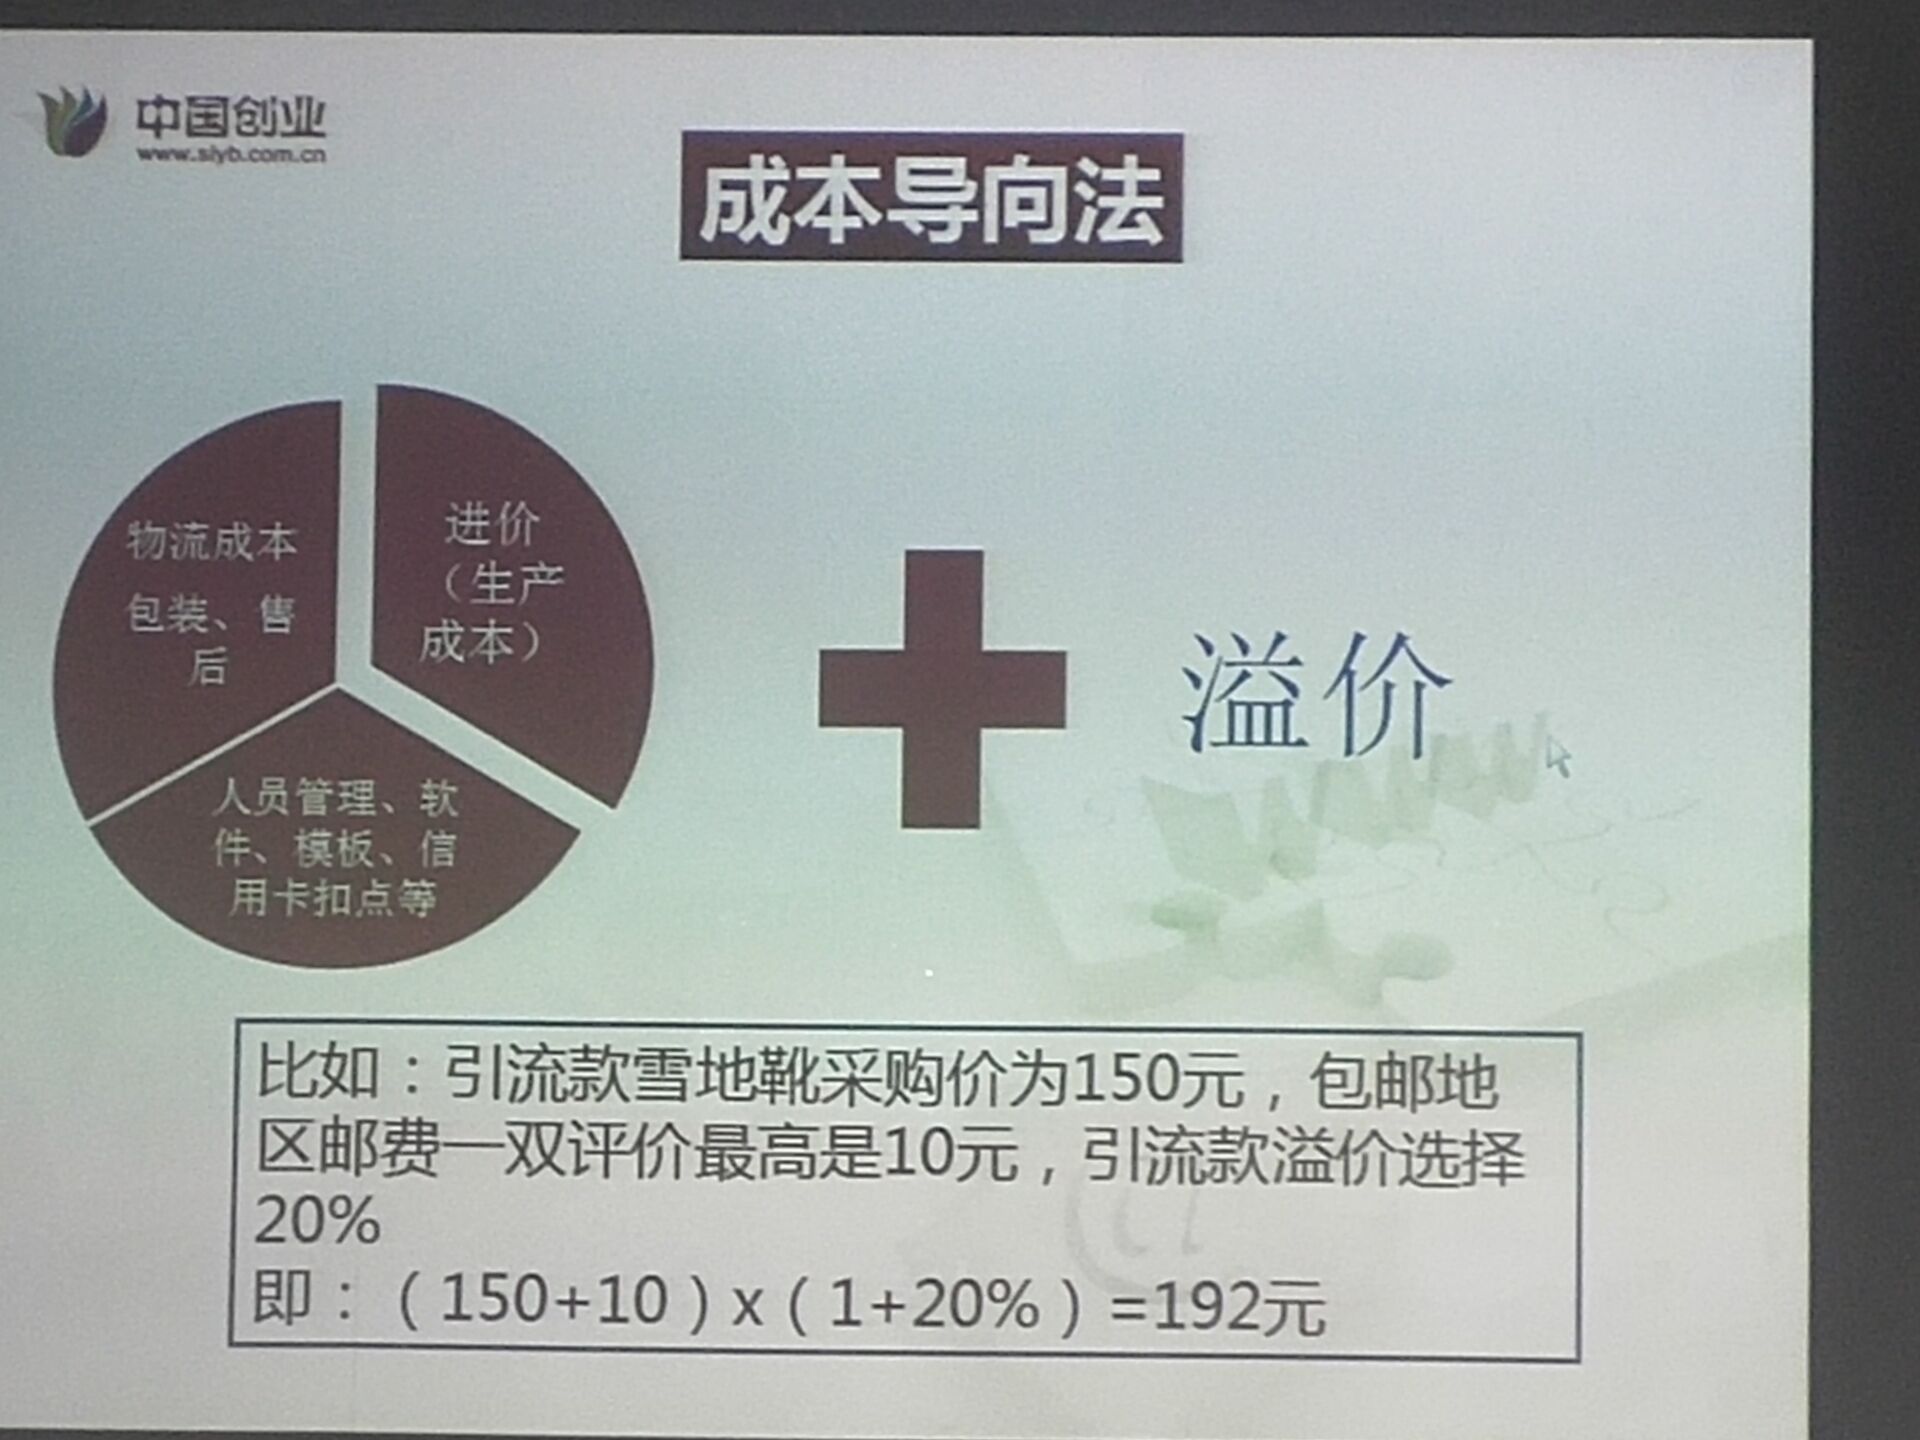 中国创业
www.siyb.com.cn
成本导向法
物流成本
包装、售
后
进价
（生产
成本）
人员管理、软
件、模板、信
用卡扣点等
溢价
比如：引流款雪地靴采购价为150元，包邮地
区邮费一双评价最高是10元，引流款溢价选择
20%
即：（150+10）x（1+20%）=192元